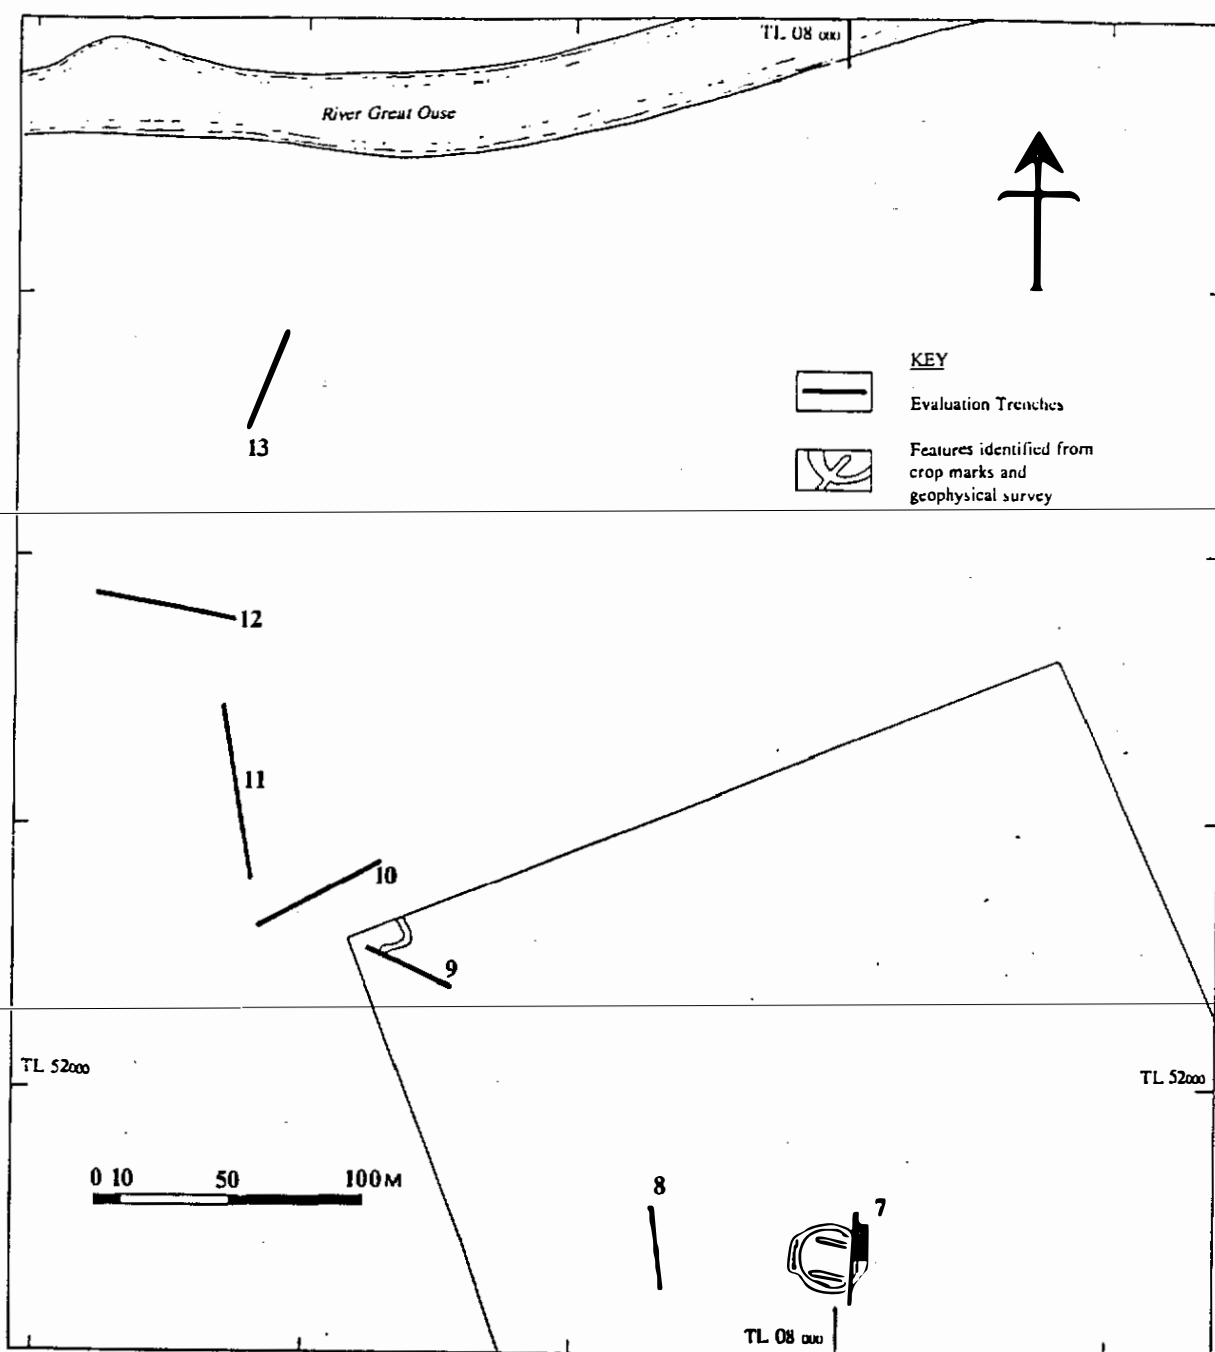 TL 08 000
River Great Ouse
KEY
Evaluation Trenches
Features identified from
crop marks and
geophysical survey
13
12
11
10
9
TL 52000
TL 52000
0 10 50 100 M
8
7
TL 08 000